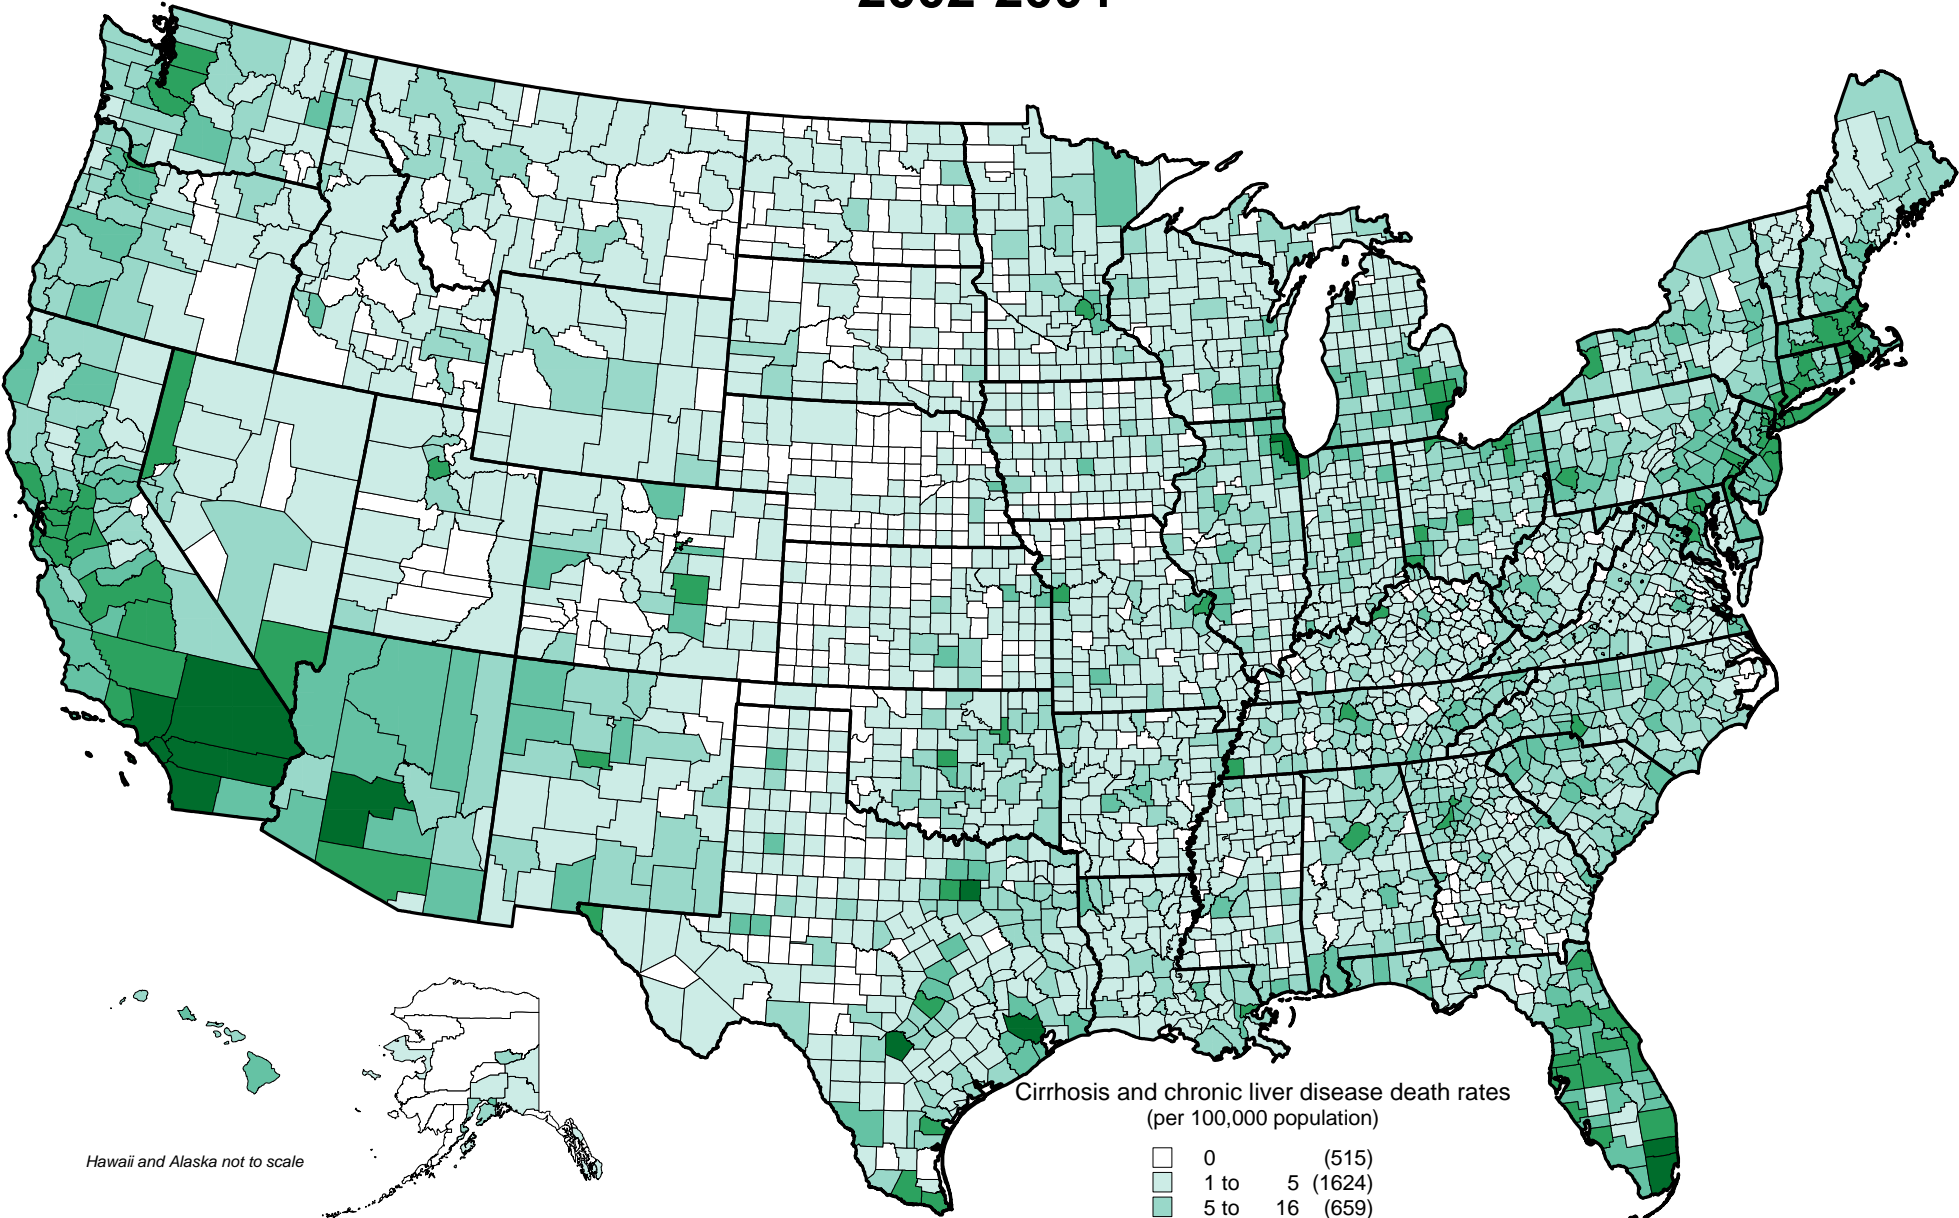 Cirrhosis and chronic liver disease death rates
(per 100,000 population)
0 (515)
1 to 5 (1624)
5 to 16 (659)
Hawaii and Alaska not to scale